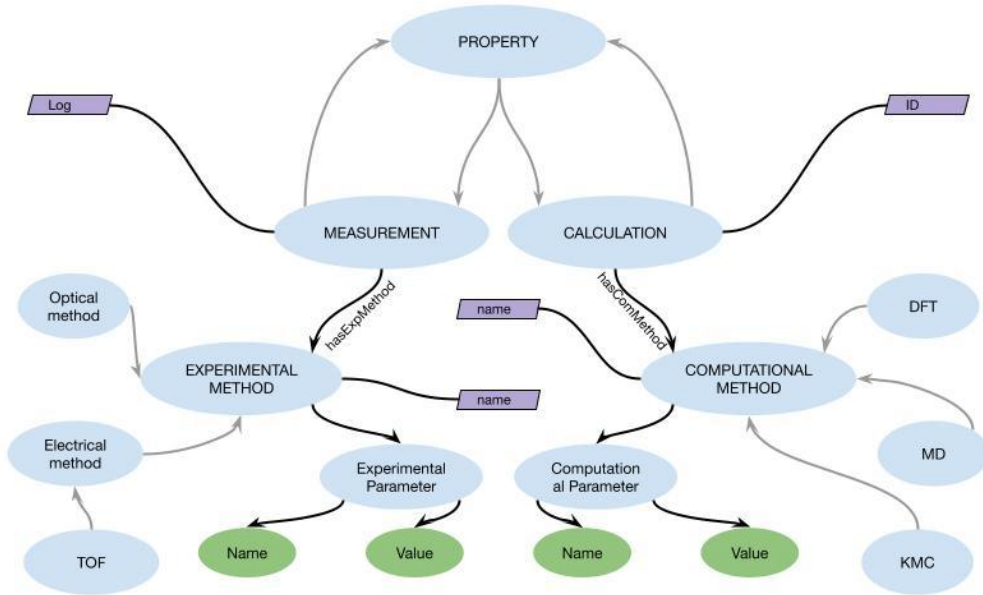 PROPERTY
Log
ID
MEASUREMENT
CALCULATION
hasExpMethod
hasComMethod
Optical
method
name
DFT
EXPERIMENTAL
METHOD
COMPUTATIONAL
METHOD
name
Electrical
method
Experimental
Parameter
Computation
al Parameter
MD
TOF
Name
Value
Name
Value
KMC